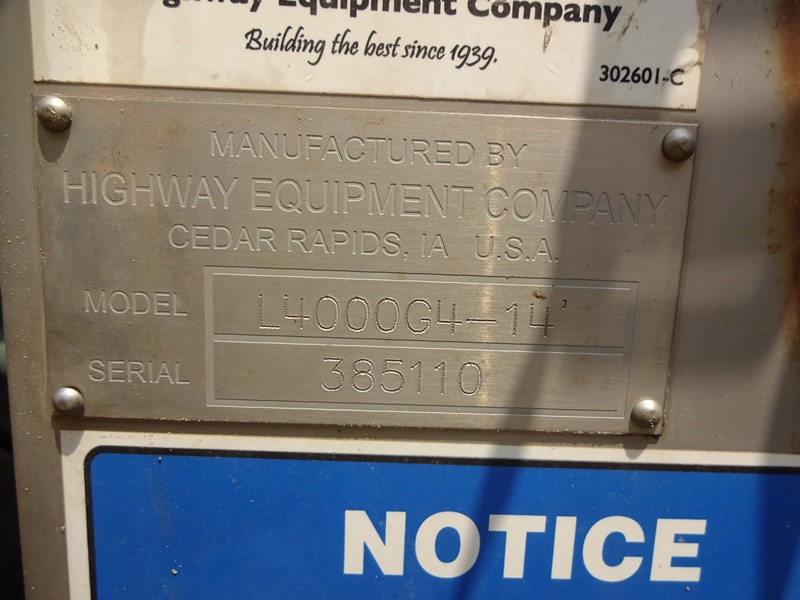 Equipment Company
Building the best since 1939.
302601-C
MANUFACTURED BY
HIGHWAY EQUIPMENT COMPANY
CEDAR RAPIDS, IA U.S.A.
MODEL L4000G4-14'
SERIAL 385110
NOTICE